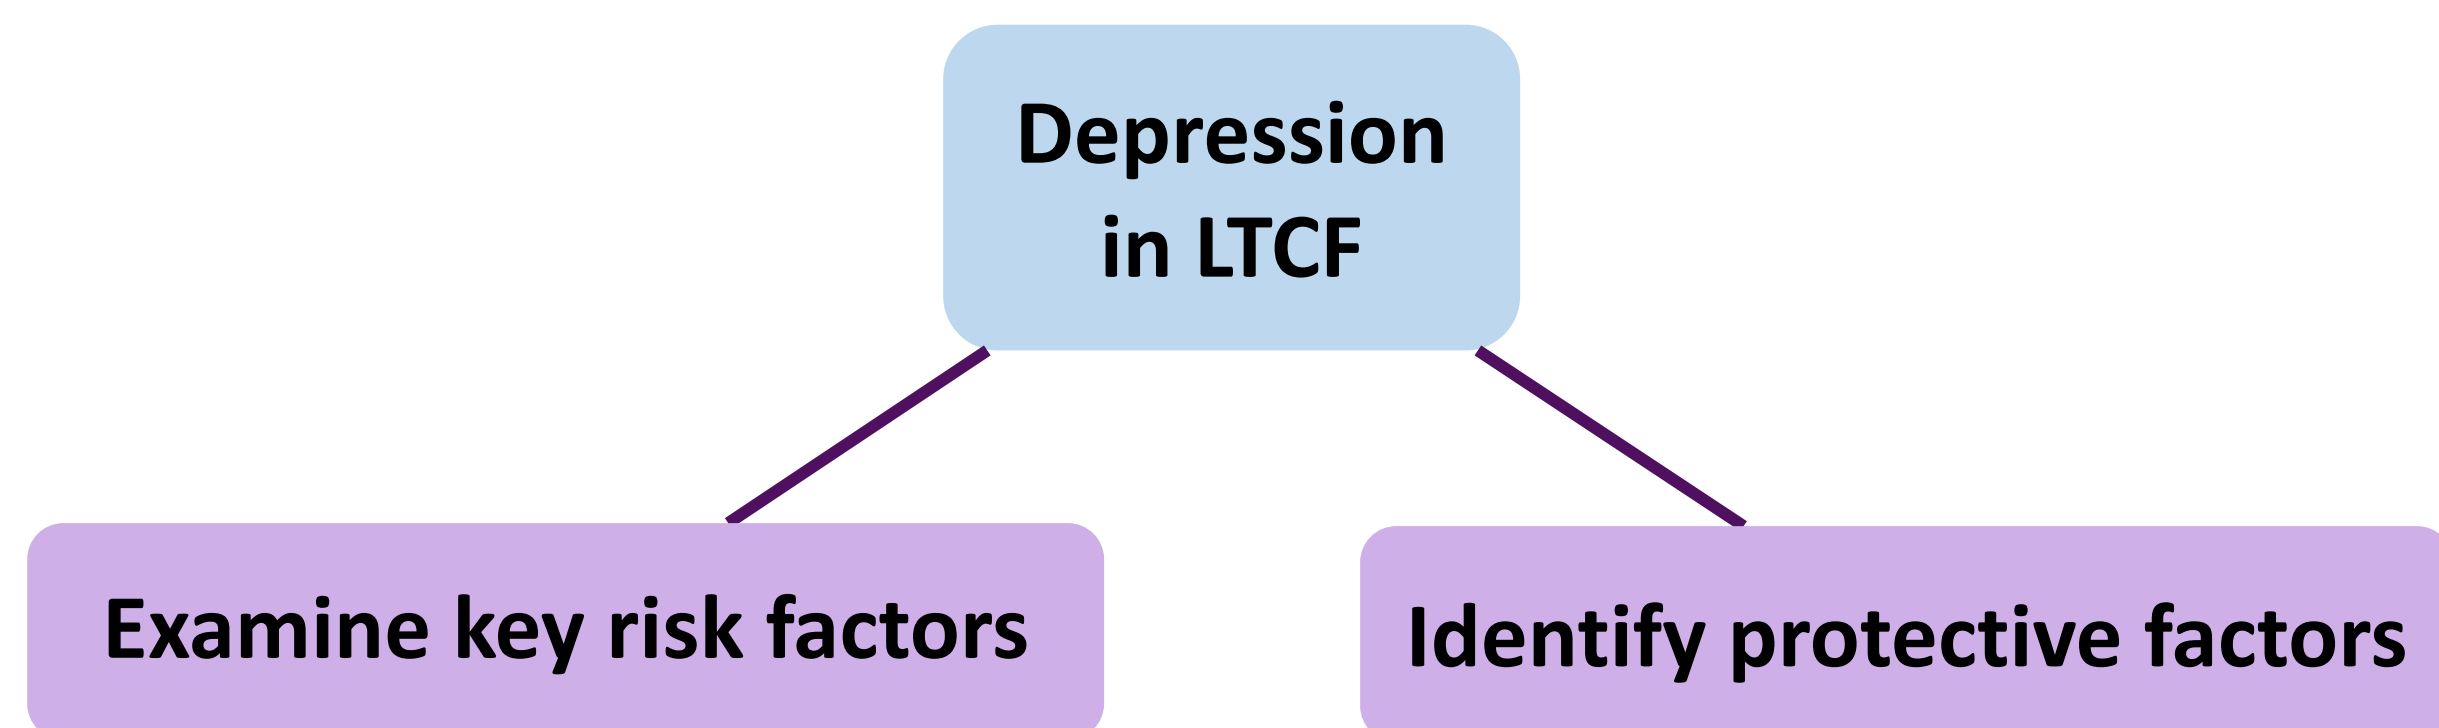 Depression
in LTCF
Examine key risk factors
Identify protective factors